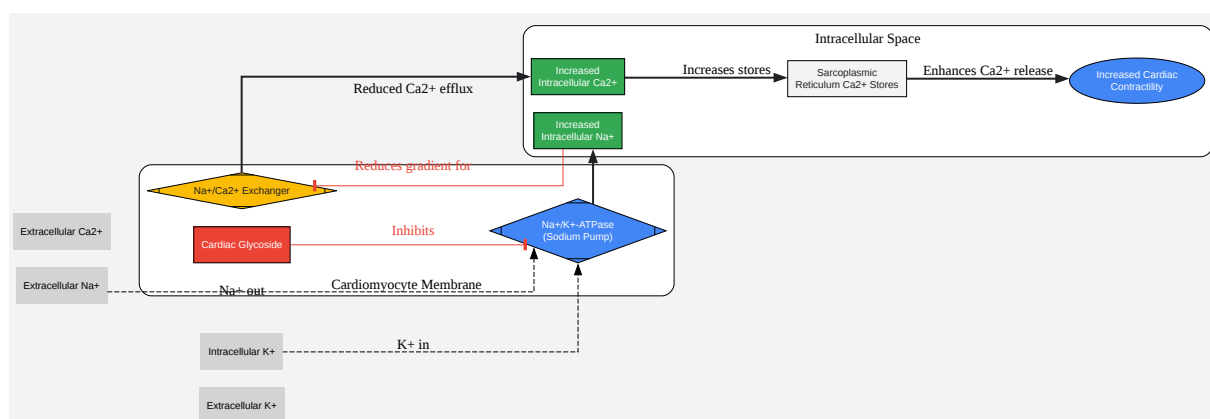 Intracellular Space
Increased
Intracellular Ca2+
Increases stores
Sarcoplasmic
Reticulum Ca2+ Stores
Enhances Ca2+ release
Increased Cardiac
Contractility
Reduced Ca2+ efflux
Increased
Intracellular Na+
Reduces gradient for
Na+/Ca2+ Exchanger
Extracellular Ca2+
Cardiac Glycoside
Inhibits
Na+/K+-ATPase
(Sodium Pump)
Extracellular Na+
Na+ out
Cardiomyocyte Membrane
Intracellular K+
K+ in
Extracellular K+